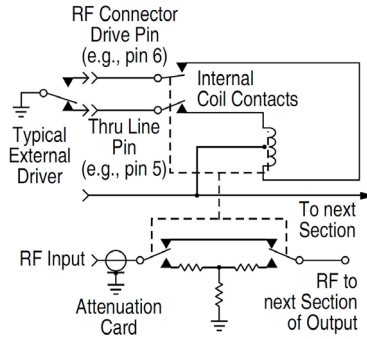 RF Connector
Drive Pin
(e.g., pin 6)
Internal
Coil Contacts
Typical
External
Driver
Thru Line
Pin
(e.g., pin 5)
To next
Section
RF Input
Attenuation
Card
RF to
next Section
of Output